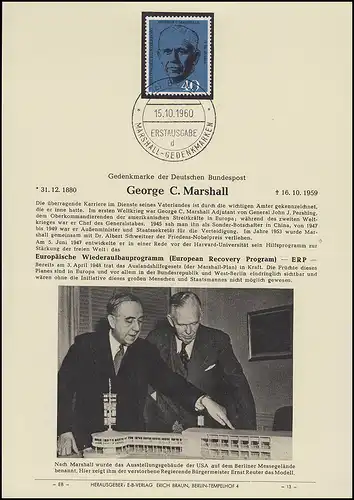 40
15.10.1960
ERSTAUSGABE
d
* MARSHALL-GEDENKMARKEN *
Gedenkmarke der Deutschen Bundespost
* 31. 12. 1880 George C. Marshall † 16. 10. 1959
Die überragende Karriere im Dienste seines Vaterlandes ist durch die wichtigen Ämter gekennzeichnet,
die er inne hatte. Im ersten Weltkrieg war George C. Marshall Adjutant von General John J. Pershing,
dem Oberkommandierenden der amerikanischen Streitkräfte in Europa; während des zweiten Welt-
krieges war er Chef des Generalstabes. 1945 sah man ihn als Sonder-Botschafter in China, von 1947
bis 1949 war er Außenminister und Staatssekretär für die Verteidigung. Im Jahre 1953 wurde Mar-
shall gemeinsam mit Dr. Albert Schweitzer der Friedens-Nobelpreis verliehen.
Am 5. Juni 1947 entwickelte er in einer Rede vor der Harvard-Universität sein Hilfsprogramm zur
Stärkung der freien Welt: das
Europäische Wiederaufbauprogramm (European Recovery Program) — ERP —
Bereits am 3. April 1948 trat das Auslandshilfegesetz (der Marshall-Plan) in Kraft. Die Früchte dieses
Planes sind in Europa und vor allem in der Bundesrepublik und West-Berlin eindringlich sichtbar und
wären ohne die Initiative dieses großen Menschen und Staatsmannes nicht möglich gewesen.
Nach Marshall wurde das Ausstellungsgebäude der USA auf dem Berliner Messegelände
benannt. Hier zeigt ihm der verstorbene Regierende Bürgermeister Ernst Reuter das Modell.
— EB — HERAUSGEBER: E-B-VERLAG ERICH BRAUN, BERLIN-TEMPELHOF 4 — 13 —